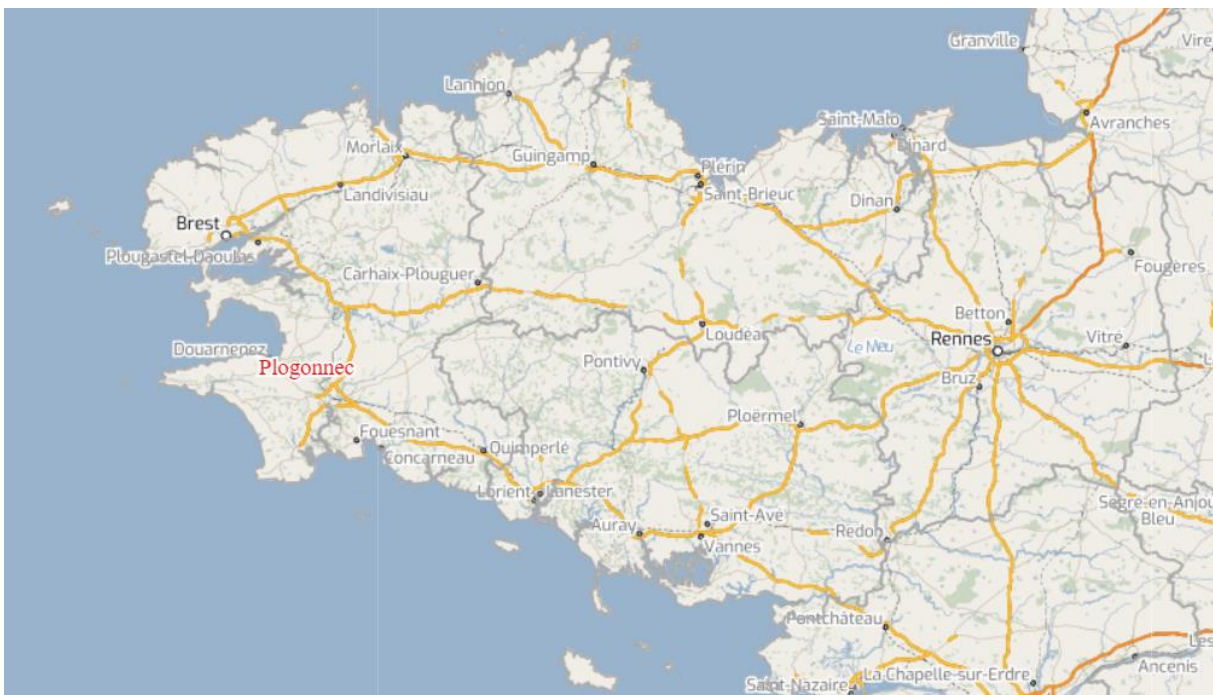 Granville
Vire
Lannion
Avranches
Saint-Malo
Dinard
Morlaix
Guingamp
Plérin
Saint-Brieuc
Landivisiau
Dinan
Brest
Plougastel-Daoulas
Fougères
Carhaix-Plouguer
Betton
Loudéa
Rennes
Le Meu
Vitré
Douarnenez
Plogonnec
Pontivy
Bruz
Ploërmel
Fouesnant
Quimperlé
Concarneau
Lorient
Lanester
Segré-en-Anjou
Bleu
Saint-Avé
Auray
Redon
Vannes
Pontchâteau
Les
Ancenis
La Chapelle-sur-Erdre
Saint-Nazaire